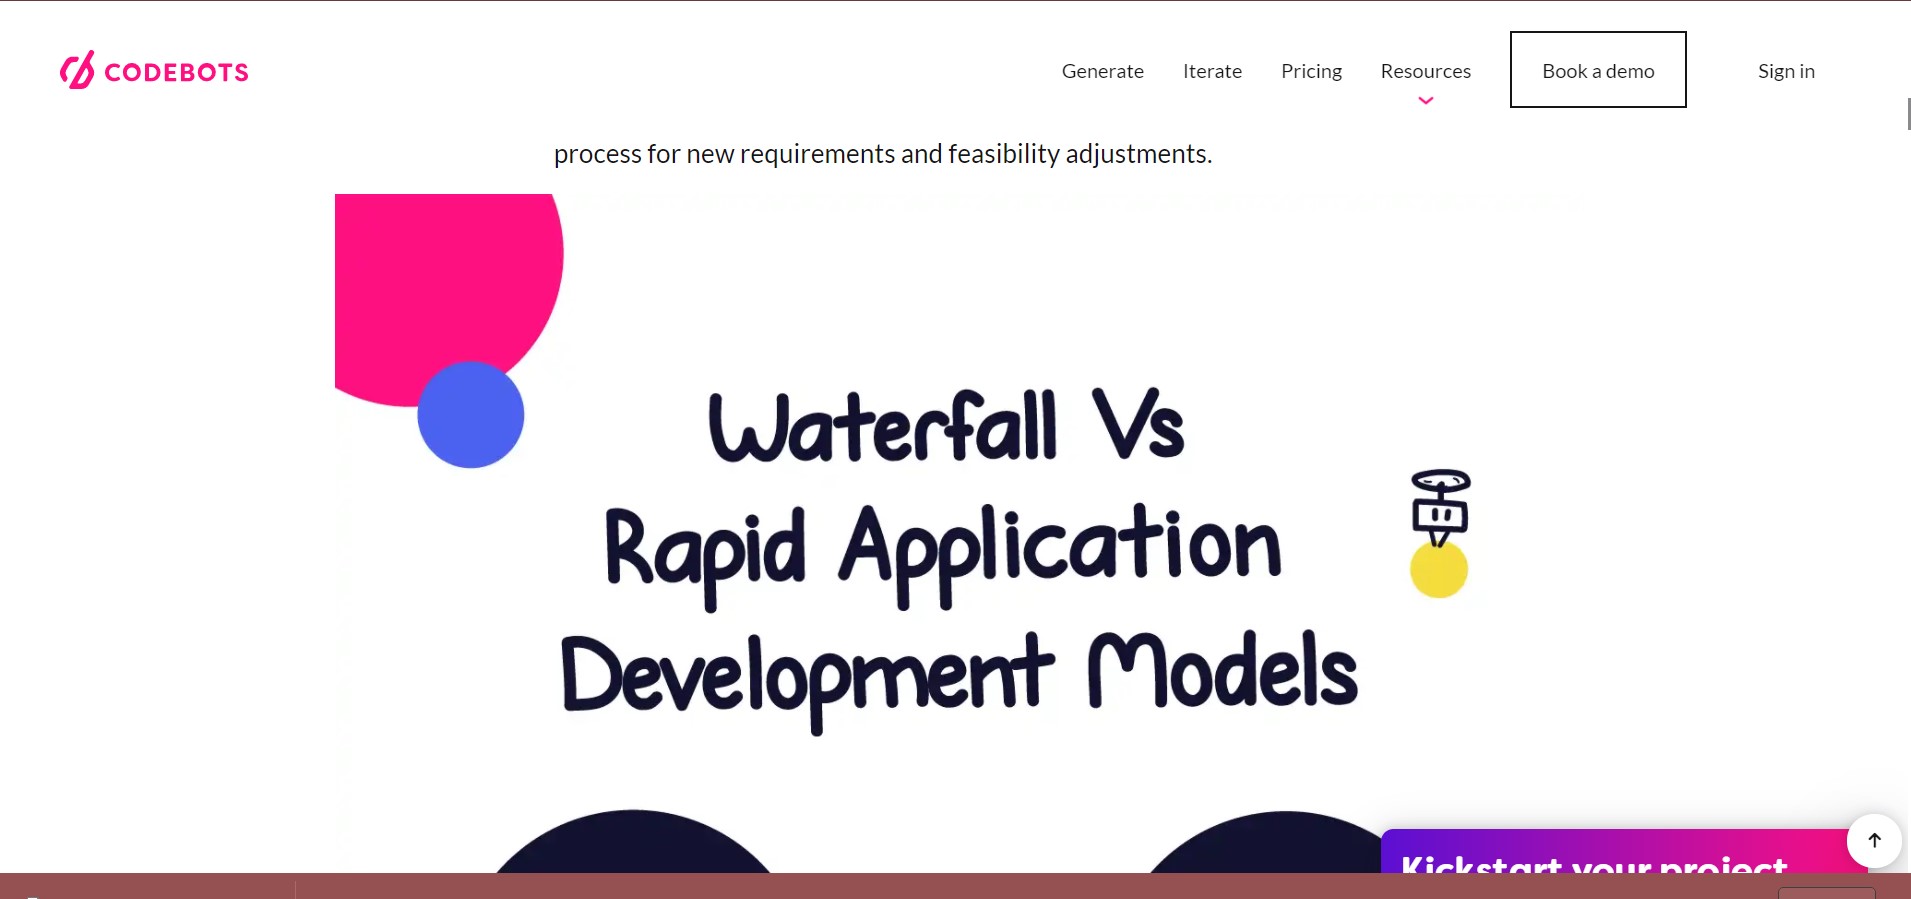 CODEBOTS
Generate Iterate Pricing Resources Book a demo Sign in
process for new requirements and feasibility adjustments.
Waterfall Vs
Rapid Application
Development Models
Kickstart your project